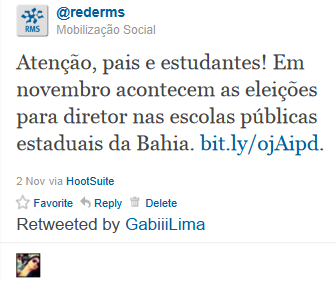 @rederms
RMS
Mobilização Social
Atenção, pais e estudantes! Em
novembro acontecem as eleições
para diretor nas escolas públicas
estaduais da Bahia. bit.ly/ojAipd.
2 Nov via HootSuite
Favorite Reply Delete
Retweeted by GabiiiLima